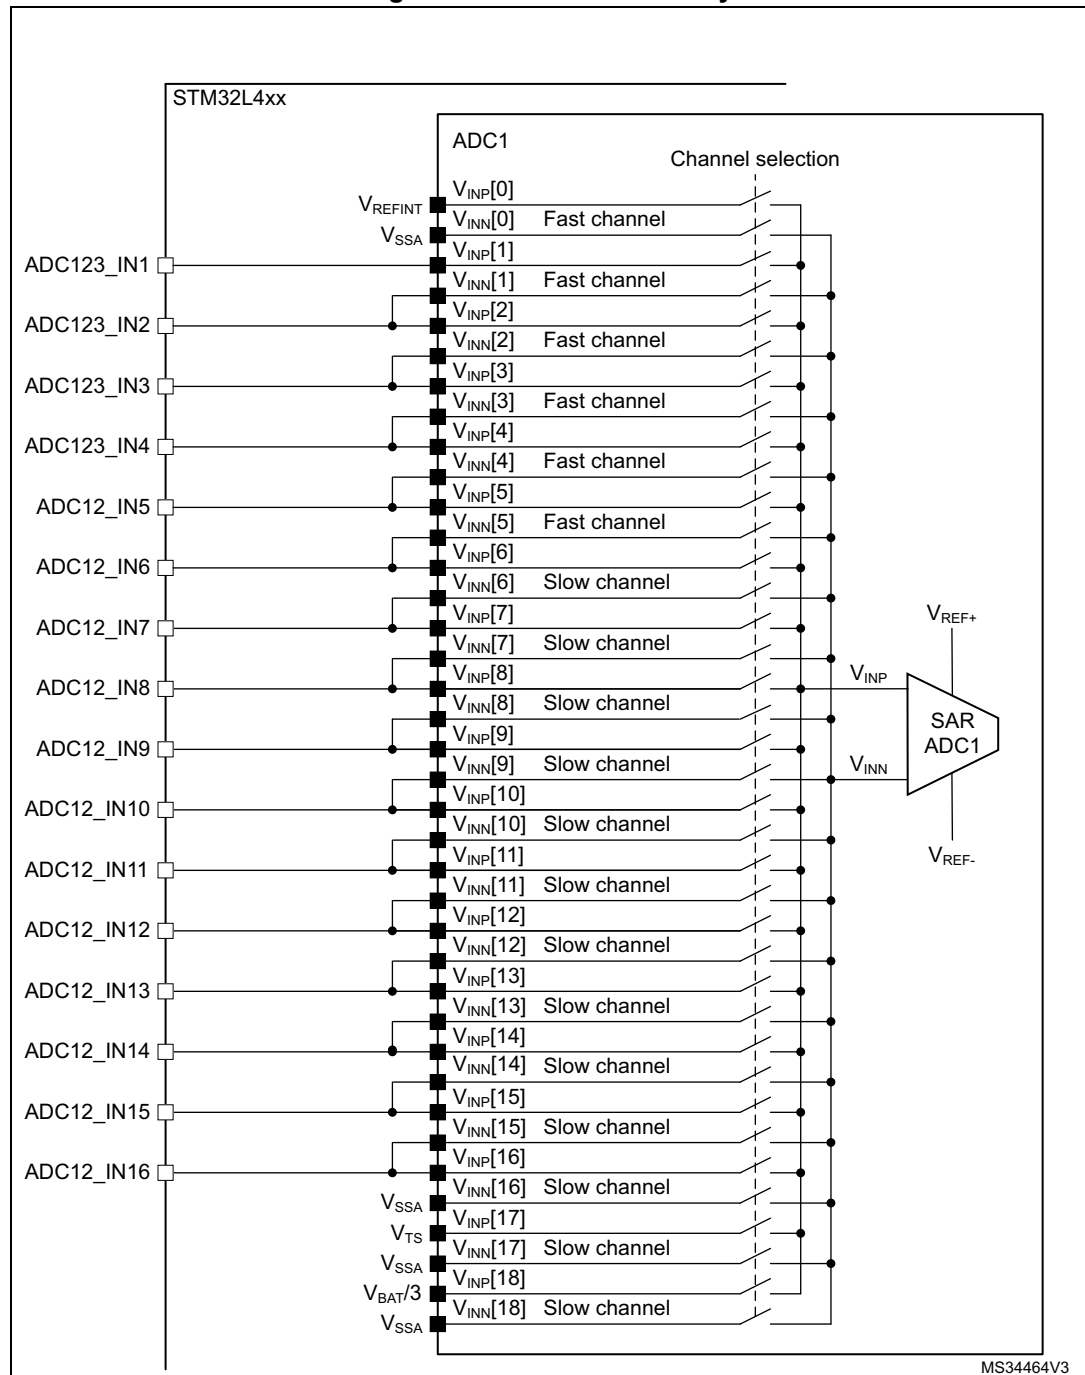 STM32L4xx
ADC1
Channel selection
VREFINT VINP[0]
VSSA VINN[0] Fast channel
ADC123_IN1 VINP[1]
VINN[1] Fast channel
ADC123_IN2 VINP[2]
VINN[2] Fast channel
ADC123_IN3 VINP[3]
VINN[3] Fast channel
ADC123_IN4 VINP[4]
VINN[4] Fast channel
ADC12_IN5 VINP[5]
VINN[5] Fast channel
ADC12_IN6 VINP[6]
VINN[6] Slow channel
ADC12_IN7 VINP[7]
VINN[7] Slow channel
ADC12_IN8 VINP[8]
VINN[8] Slow channel
ADC12_IN9 VINP[9]
VINN[9] Slow channel
ADC12_IN10 VINP[10]
VINN[10] Slow channel
ADC12_IN11 VINP[11]
VINN[11] Slow channel
ADC12_IN12 VINP[12]
VINN[12] Slow channel
ADC12_IN13 VINP[13]
VINN[13] Slow channel
ADC12_IN14 VINP[14]
VINN[14] Slow channel
ADC12_IN15 VINP[15]
VINN[15] Slow channel
ADC12_IN16 VINP[16]
VSSA VINN[16] Slow channel
VTS VINP[17]
VSSA VINN[17] Slow channel
VBAT/3 VINP[18]
VSSA VINN[18] Slow channel
VREF+
VINP
SAR
ADC1
VINN
VREF-
MS34464V3